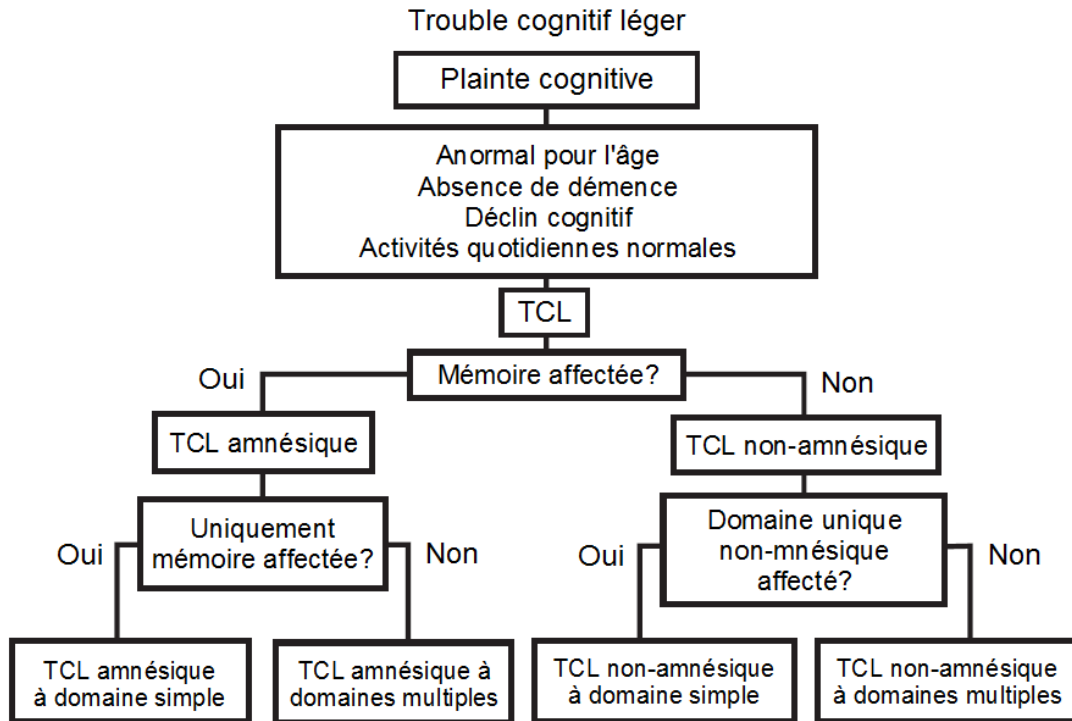 Trouble cognitif léger
Plainte cognitive
Anormal pour l'âge
Absence de démence
Déclin cognitif
Activités quotidiennes normales
TCL
Oui
Mémoire affectée?
Non
TCL amnésique
TCL non-amnésique
Oui
Uniquement
mémoire affectée?
Non
Oui
Domaine unique
non-mnésique
affecté?
Non
TCL amnésique
à domaine simple
TCL amnésique à
domaines multiples
TCL non-amnésique
à domaine simple
TCL non-amnésique
à domaines multiples